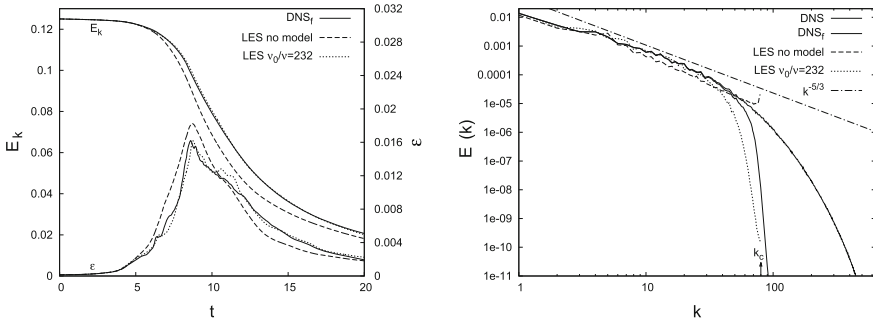 DNS_f
LES no model
LES ν₀/ν=232
E_k
ε
0.12
0.1
0.08
0.06
0.04
0.02
0
0.032
0.028
0.024
0.02
0.016
0.012
0.008
0.004
0
0 5 10 15 20
E_k
ε
t
DNS
DNS_f
LES no model
LES ν₀/ν=232
k^-5/3
0.01
0.001
0.0001
1e-05
1e-06
1e-07
1e-08
1e-09
1e-10
1e-11
k_c
1 10 100
E (k)
k